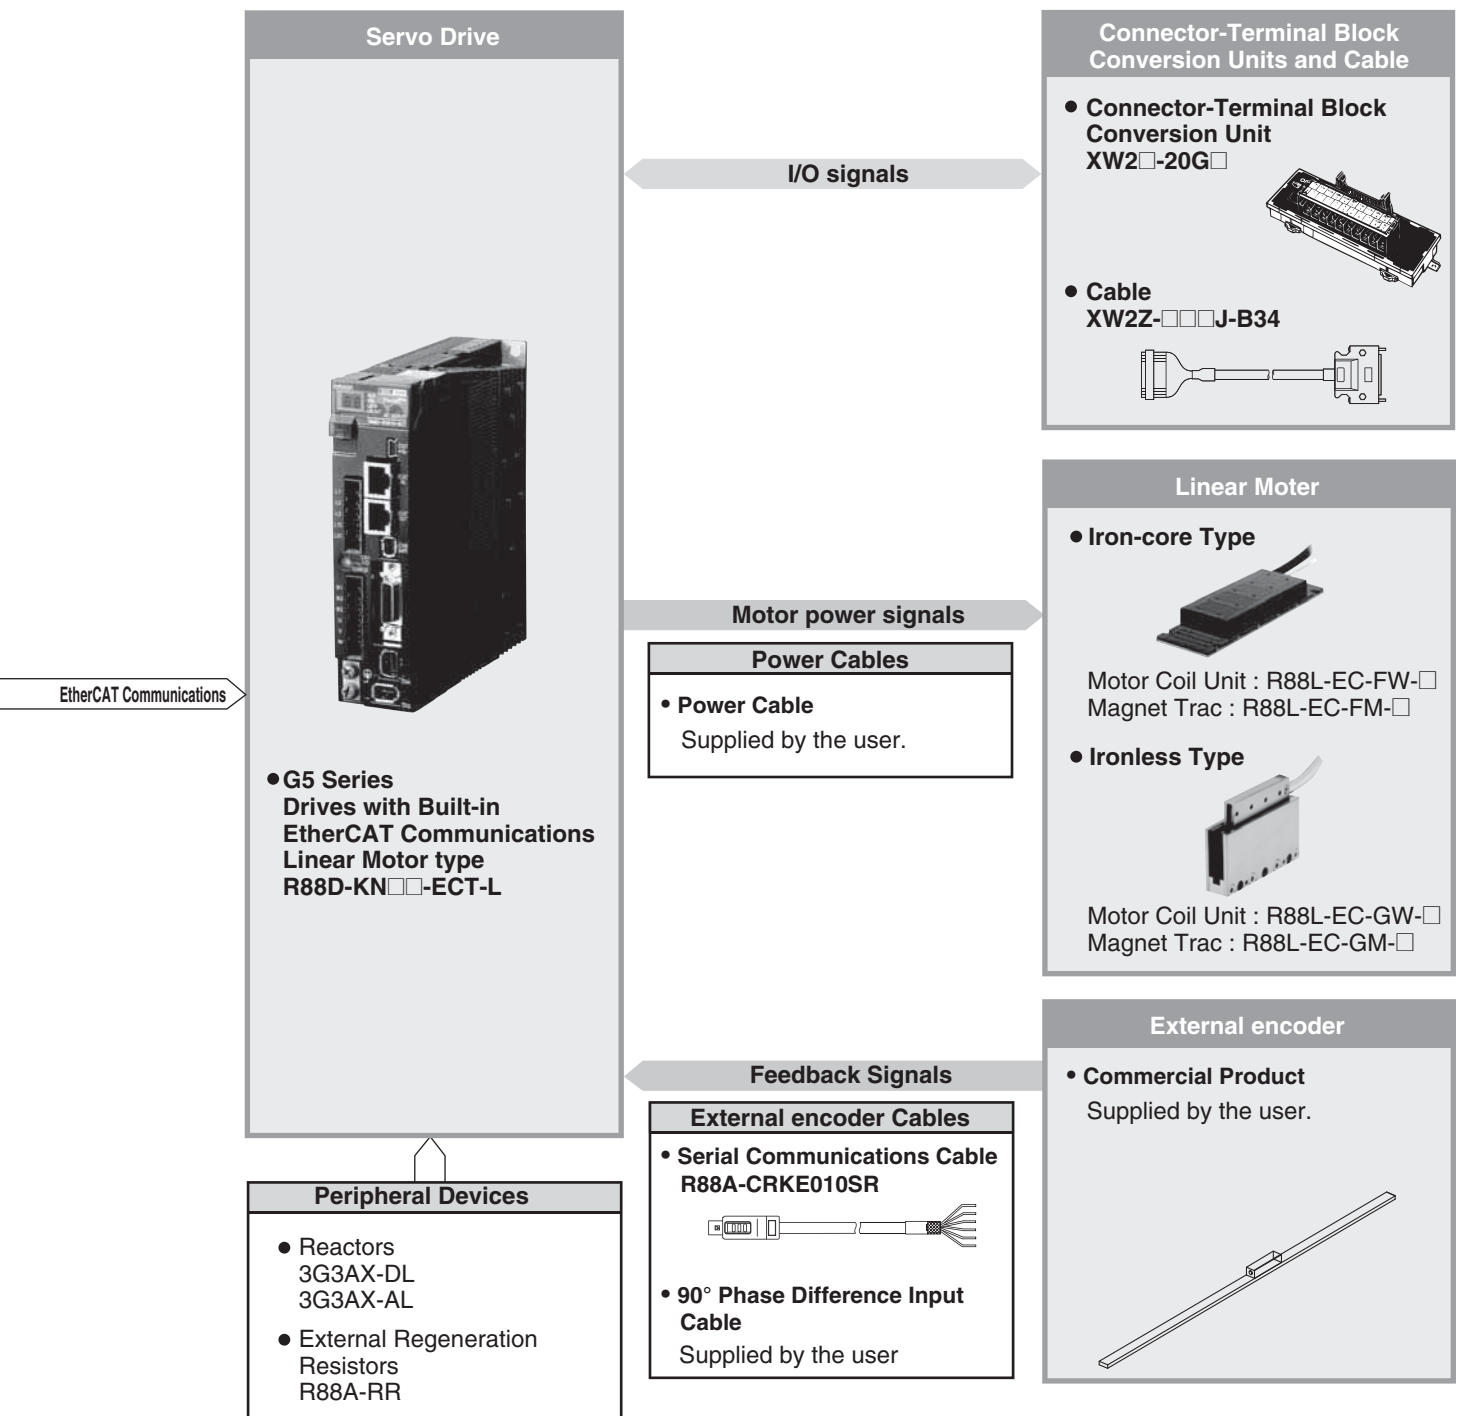 Servo Drive
EtherCAT Communications
● G5 Series
Drives with Built-in
EtherCAT Communications
Linear Motor type
R88D-KN□□-ECT-L
Peripheral Devices
● Reactors
3G3AX-DL
3G3AX-AL
● External Regeneration
Resistors
R88A-RR
I/O signals
Motor power signals
Power Cables
• Power Cable
Supplied by the user.
Feedback Signals
External encoder Cables
• Serial Communications Cable
R88A-CRKE010SR
• 90° Phase Difference Input
Cable
Supplied by the user
Connector-Terminal Block
Conversion Units and Cable
● Connector-Terminal Block
Conversion Unit
XW2□-20G□
● Cable
XW2Z-□□□J-B34
Linear Moter
● Iron-core Type
Motor Coil Unit : R88L-EC-FW-□
Magnet Trac : R88L-EC-FM-□
● Ironless Type
Motor Coil Unit : R88L-EC-GW-□
Magnet Trac : R88L-EC-GM-□
External encoder
• Commercial Product
Supplied by the user.